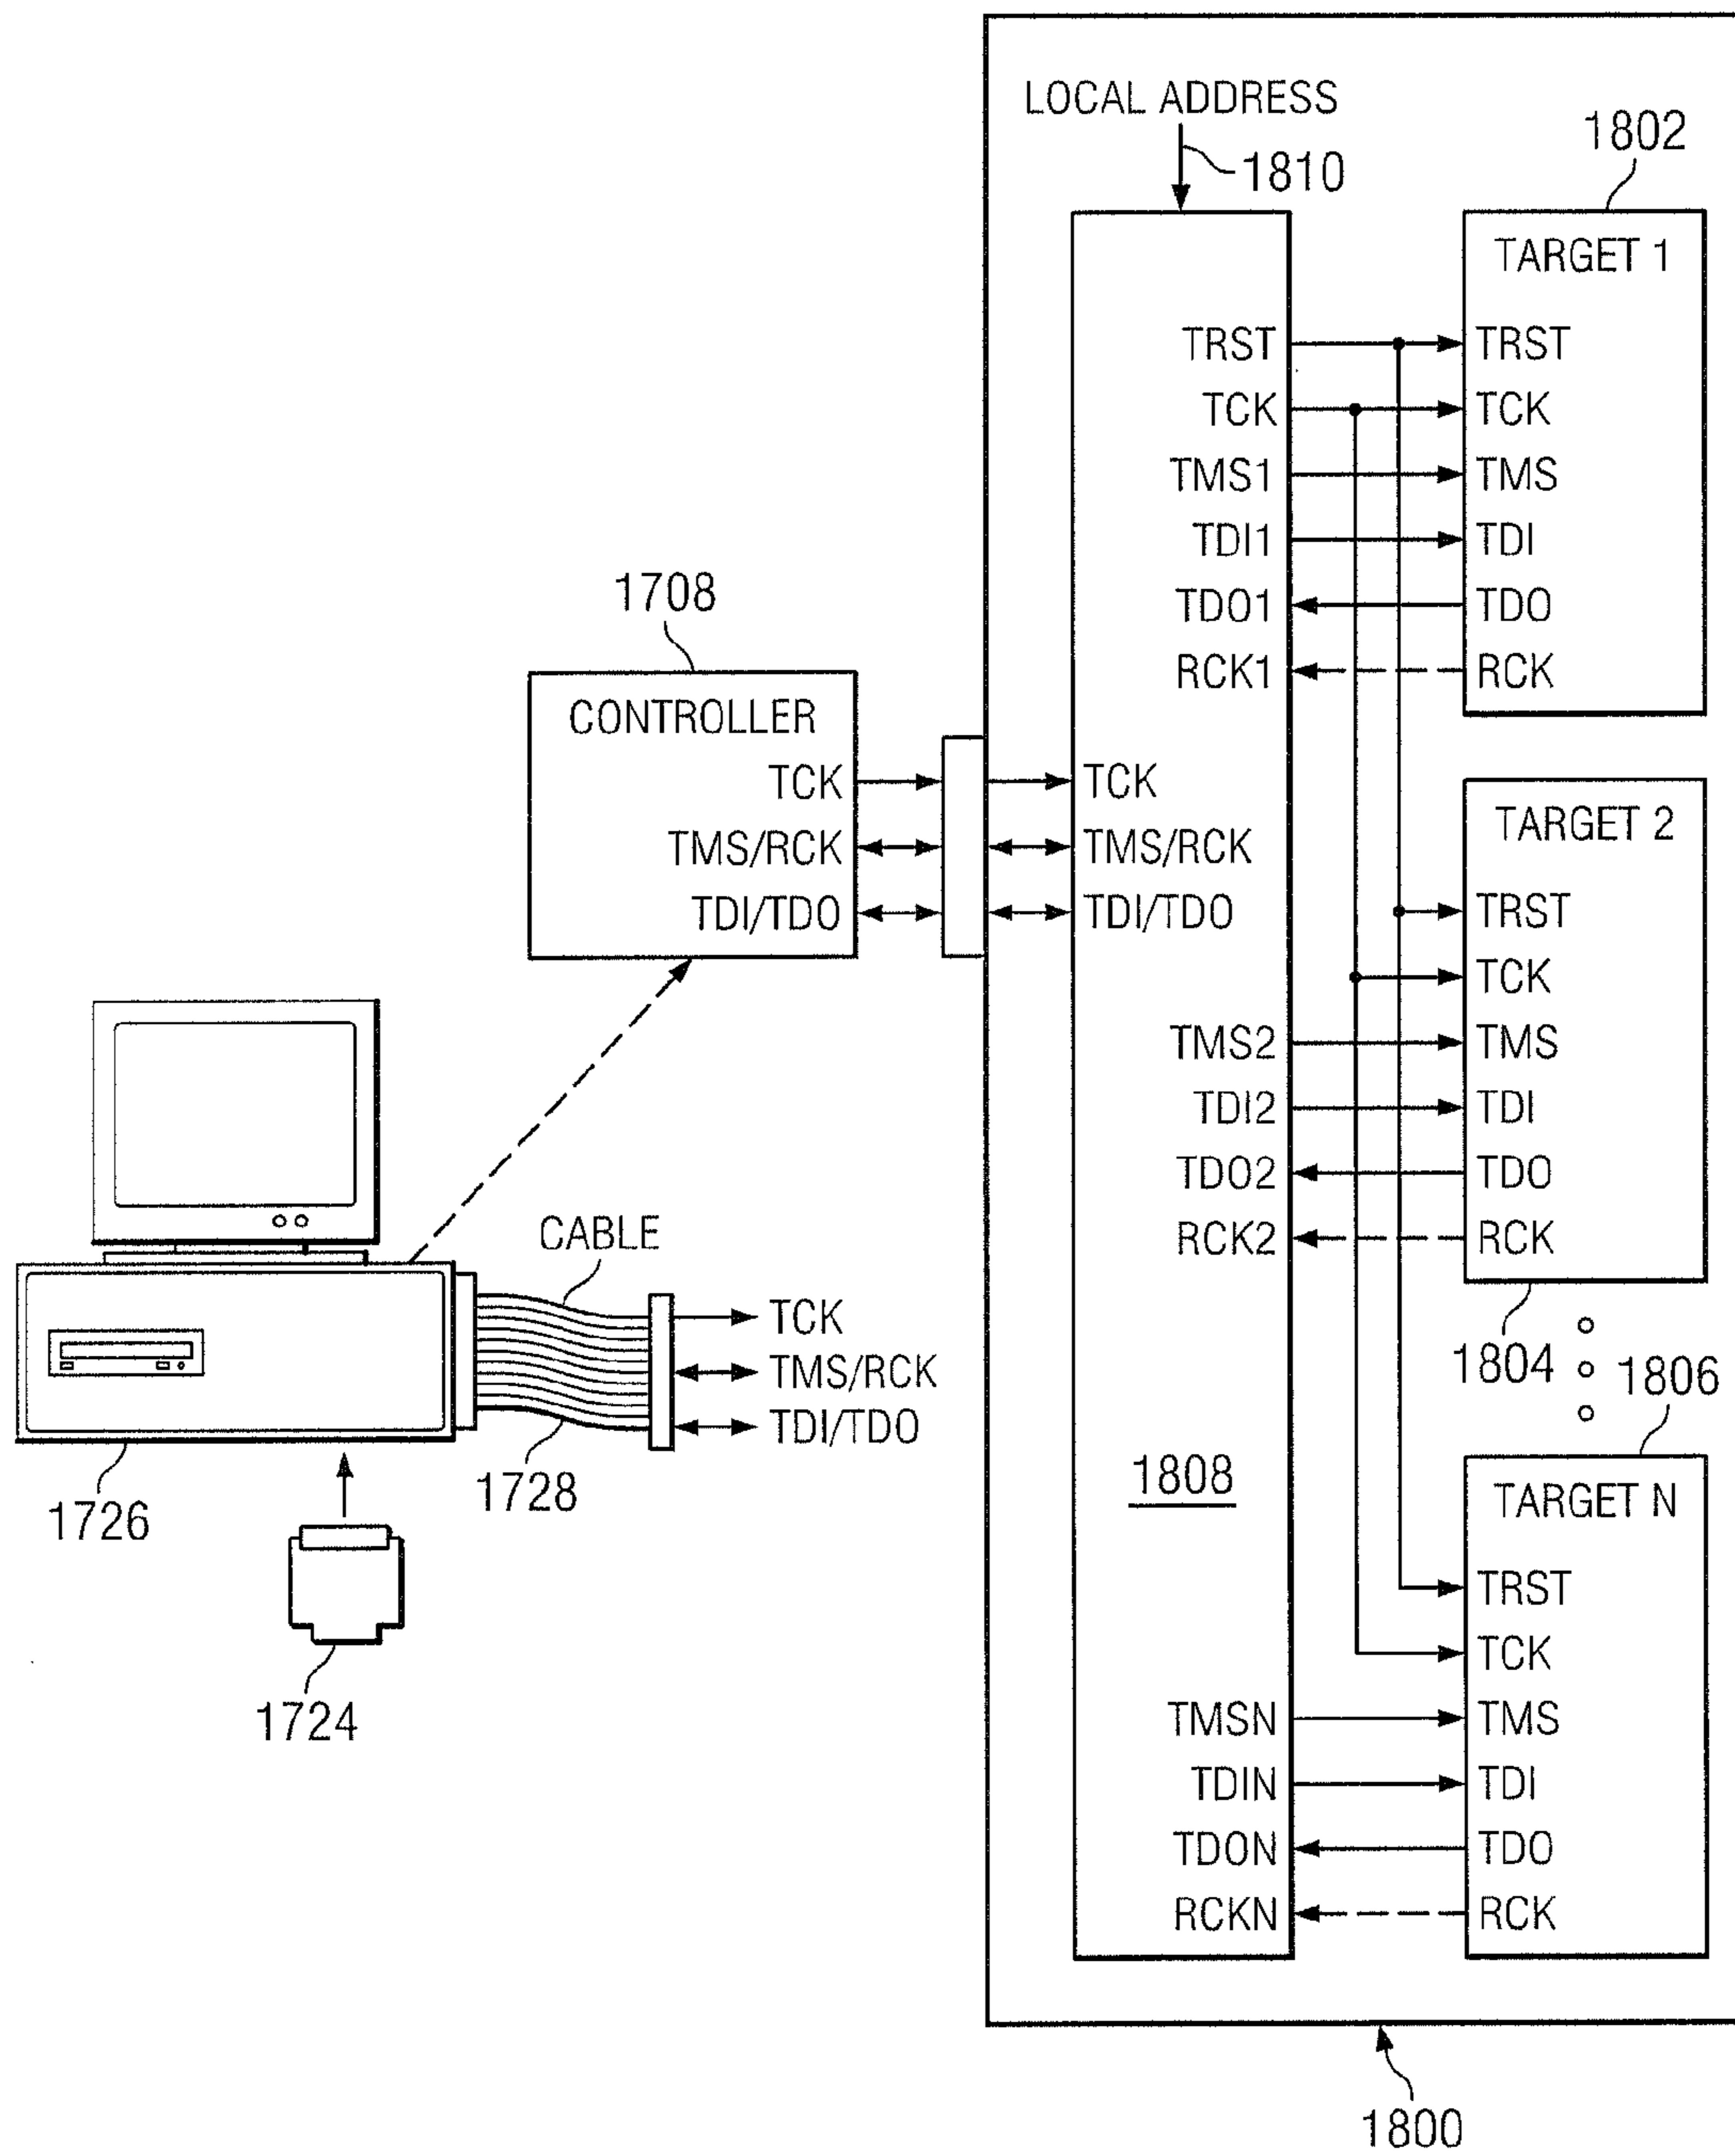 LOCAL ADDRESS
1810
1802
TARGET 1
TRST
TCK
TMS1
TDI1
TDO1
RCK1
TRST
TCK
TMS
TDI
TDO
RCK
1708
CONTROLLER
TCK
TMS/RCK
TDI/TDO
TCK
TMS/RCK
TDI/TDO
TARGET 2
TRST
TCK
TMS
TDI
TDO
RCK
TMS2
TDI2
TDO2
RCK2
1804
1806
CABLE
TCK
TMS/RCK
TDI/TDO
1726
1728
1724
1808
TARGET N
TRST
TCK
TMS
TDI
TDO
RCK
TMSN
TDIN
TDON
RCKN
1800